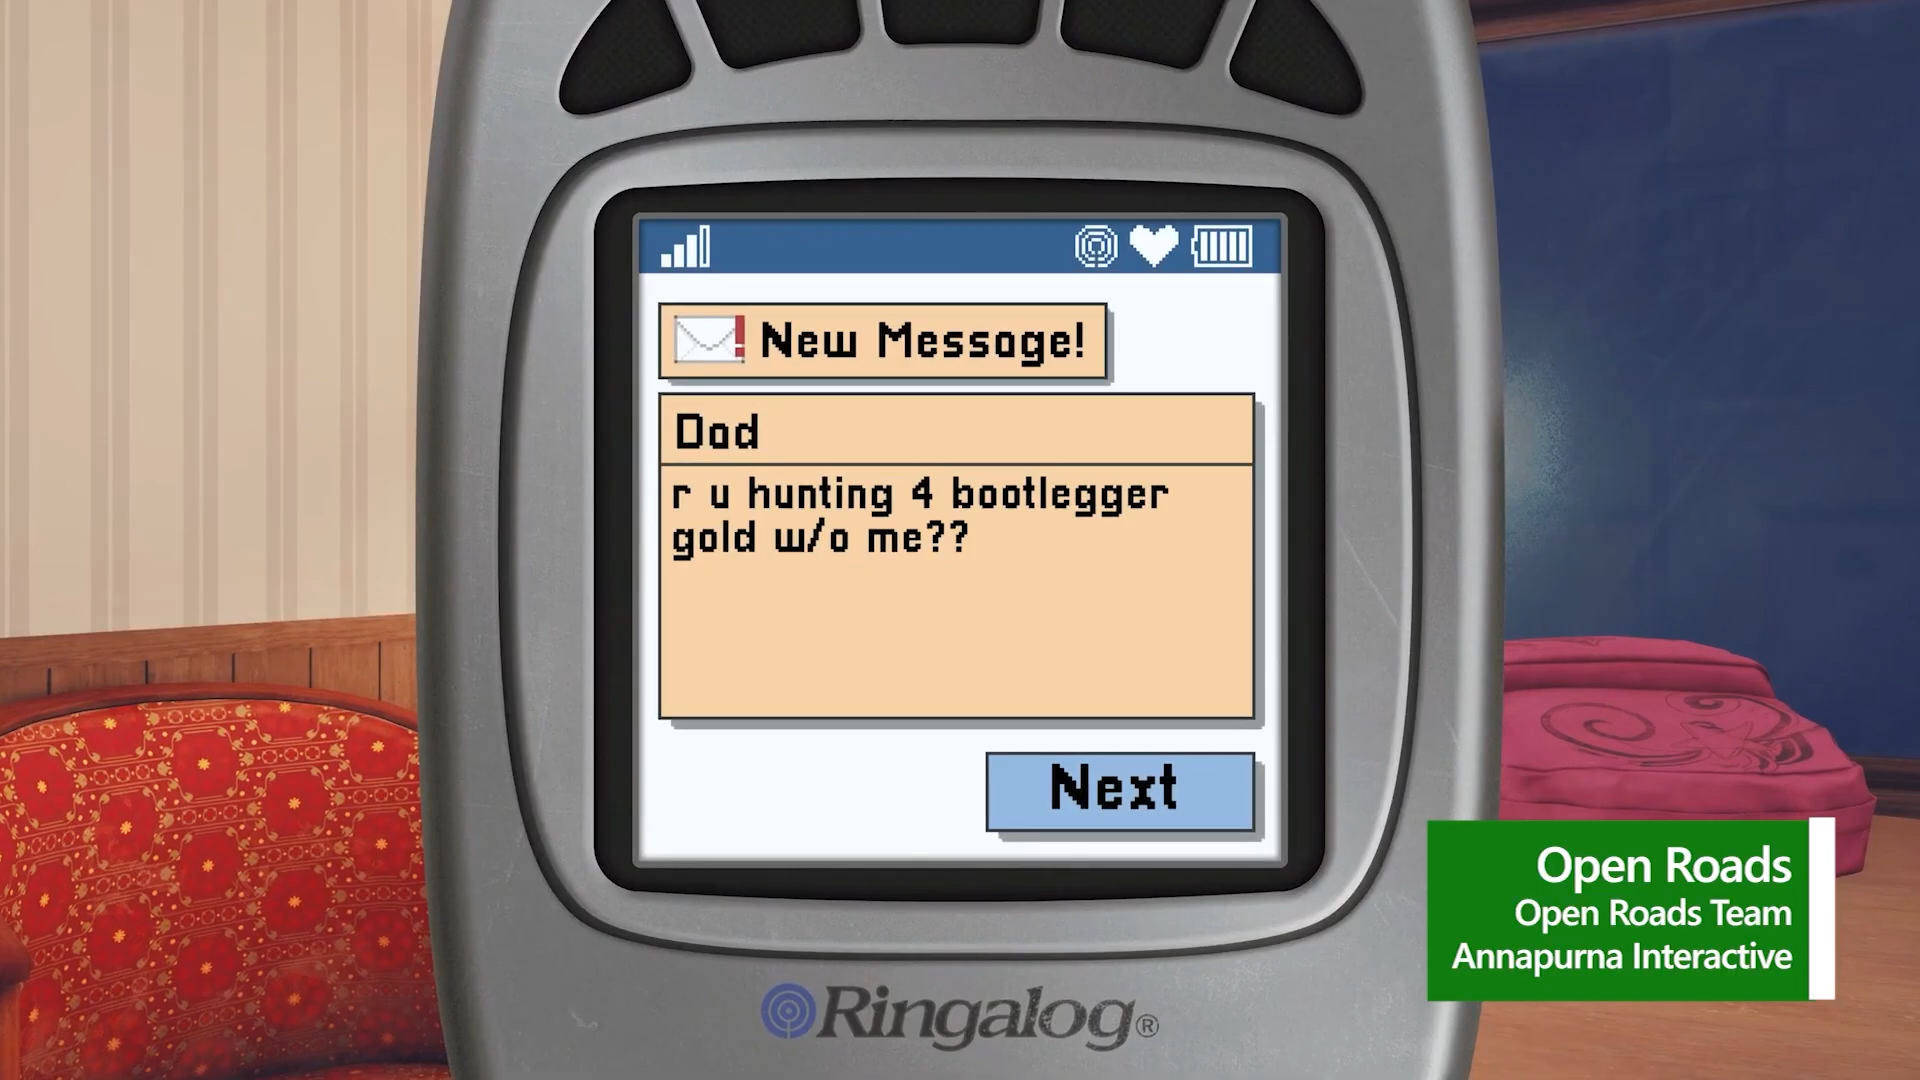 New Message!
Dad
r u hunting 4 bootlegger
gold w/o me??
Next
Ringalog®
Open Roads
Open Roads Team
Annapurna Interactive